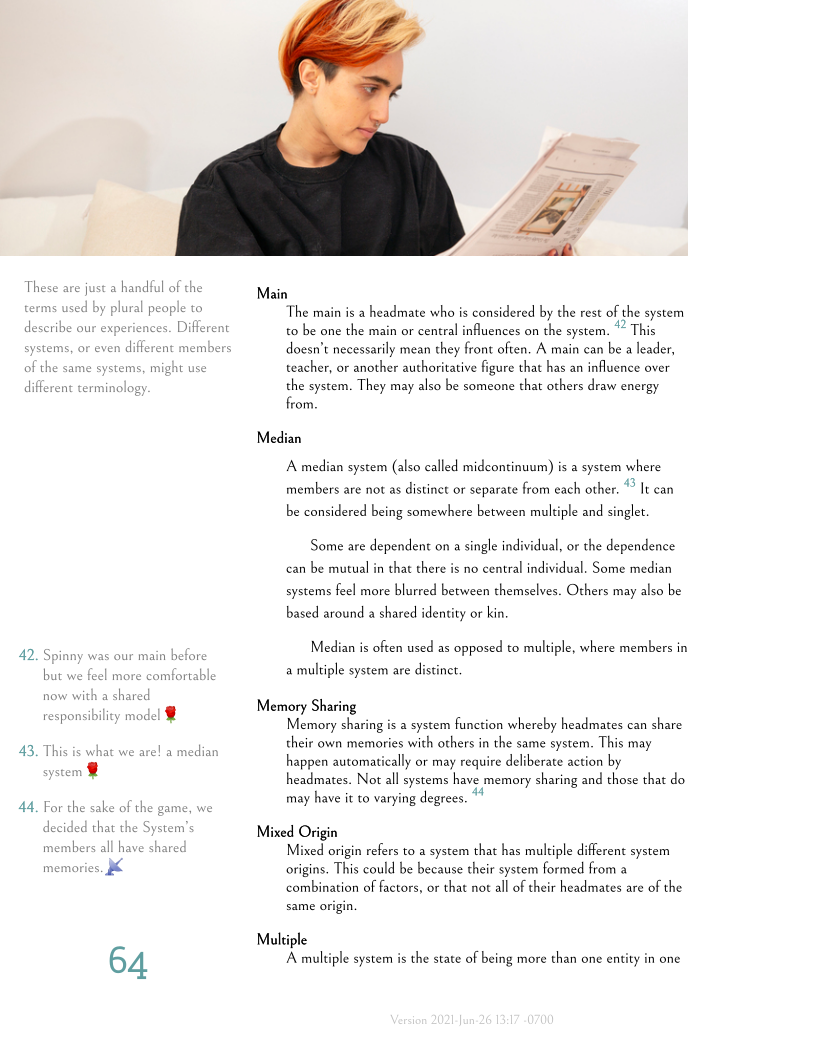 These are just a handful of the
terms used by plural people to
describe our experiences. Different
systems, or even different members
of the same systems, might use
different terminology.
Main
The main is a headmate who is considered by the rest of the system
to be one the main or central influences on the system. 42 This
doesn't necessarily mean they front often. A main can be a leader,
teacher, or another authoritative figure that has an influence over
the system. They may also be someone that others draw energy
from.
Median
A median system (also called midcontinuum) is a system where
members are not as distinct or separate from each other. 43 It can
be considered being somewhere between multiple and singlet.
Some are dependent on a single individual, or the dependence
can be mutual in that there is no central individual. Some median
systems feel more blurred between themselves. Others may also be
based around a shared identity or kin.
Median is often used as opposed to multiple, where members in
a multiple system are distinct.
Memory Sharing
Memory sharing is a system function whereby headmates can share
their own memories with others in the same system. This may
happen automatically or may require deliberate action by
headmates. Not all systems have memory sharing and those that do
may have it to varying degrees. 44
Mixed Origin
Mixed origin refers to a system that has multiple different system
origins. This could be because their system formed from a
combination of factors, or that not all of their headmates are of the
same origin.
Multiple
A multiple system is the state of being more than one entity in one
42. Spinny was our main before
but we feel more comfortable
now with a shared
responsibility model 🌹
43. This is what we are! a median
system 🌹
44. For the sake of the game, we
decided that the System's
members all have shared
memories. 📡
64
Version 2021-Jun-26 13:17 -0700